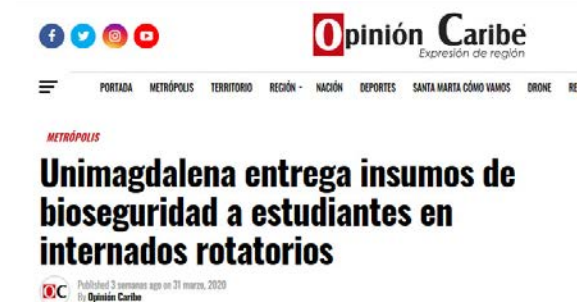 Opinión Caribe
Expresión de región
PORTADA METRÓPOLIS TERRITORIO REGIÓN NACIÓN DEPORTES SANTA MARTA CÓMO VAMOS DRONE RE
METRÓPOLIS
Unimagdalena entrega insumos de
bioseguridad a estudiantes en
internados rotatorios
OC
Published 3 semanas ago on 31 marzo, 2020
By Opinión Caribe